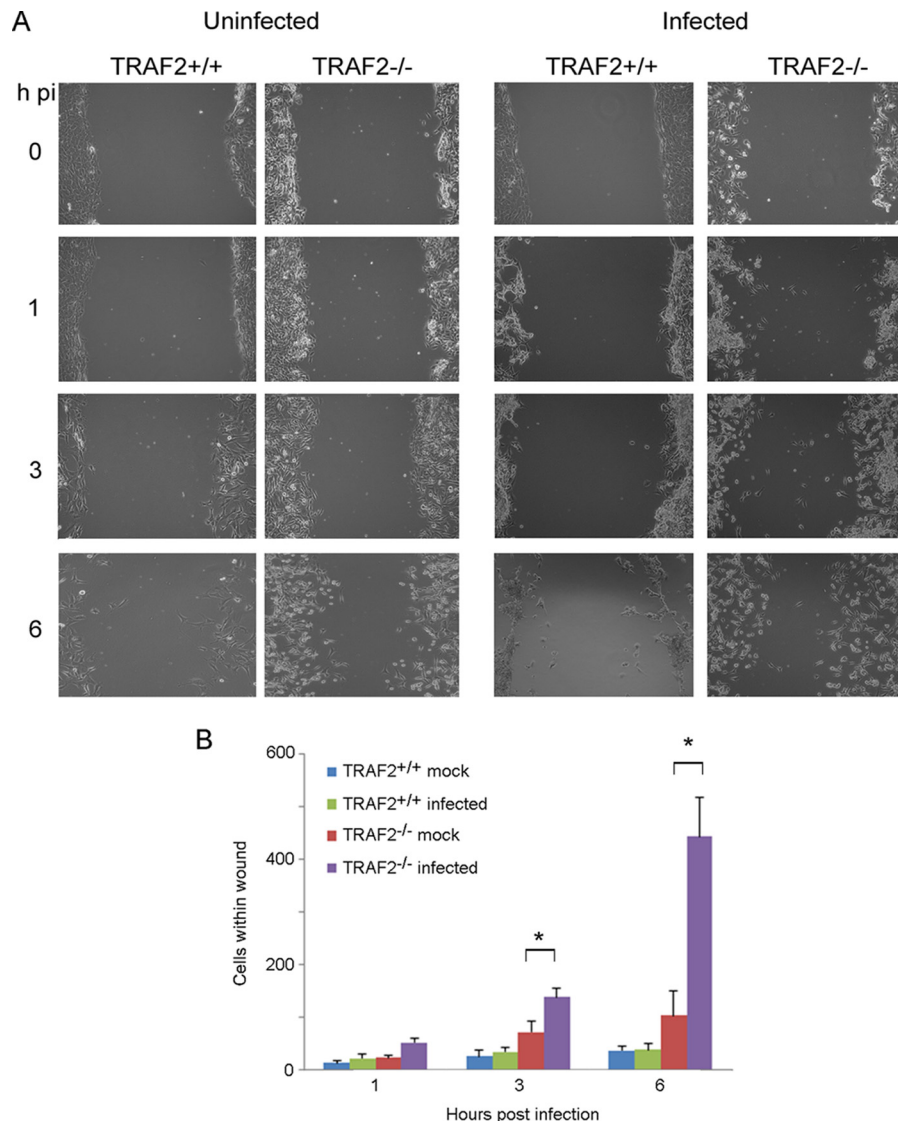 A
Uninfected Infected
TRAF2+/+ TRAF2-/- TRAF2+/+ TRAF2-/-
h pi
0
1
3
6
B
600
400
200
0
Cells within wound
TRAF2+/+ mock
TRAF2+/+ infected
TRAF2-/- mock
TRAF2-/- infected
*
*
1 3 6
Hours post infection